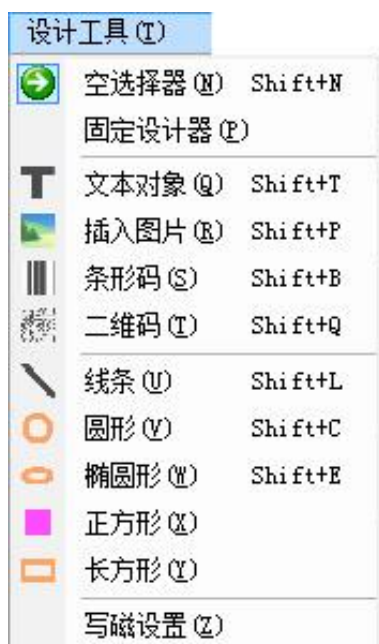 设计工具(T)
空选择器(N) Shift+N
固定设计器(P)
文本对象(Q) Shift+T
插入图片(R) Shift+P
条形码(S) Shift+B
二维码(T) Shift+Q
线条(U) Shift+L
圆形(V) Shift+C
椭圆形(W) Shift+E
正方形(X)
长方形(Y)
写磁设置(Z)